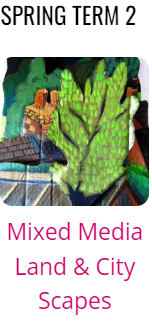 SPRING TERM 2
Mixed Media
Land & City
Scapes